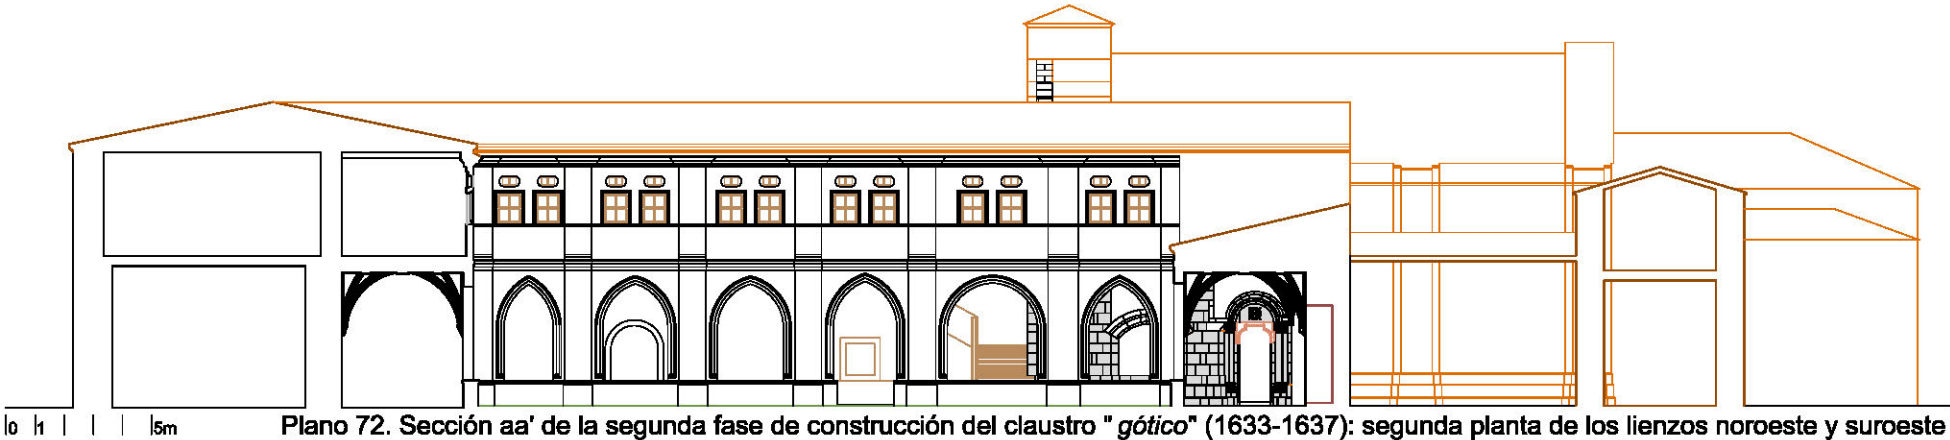 0 1 5m
Plano 72. Sección aa' de la segunda fase de construcción del claustro " gótico" (1633-1637): segunda planta de los lienzos noroeste y suroeste